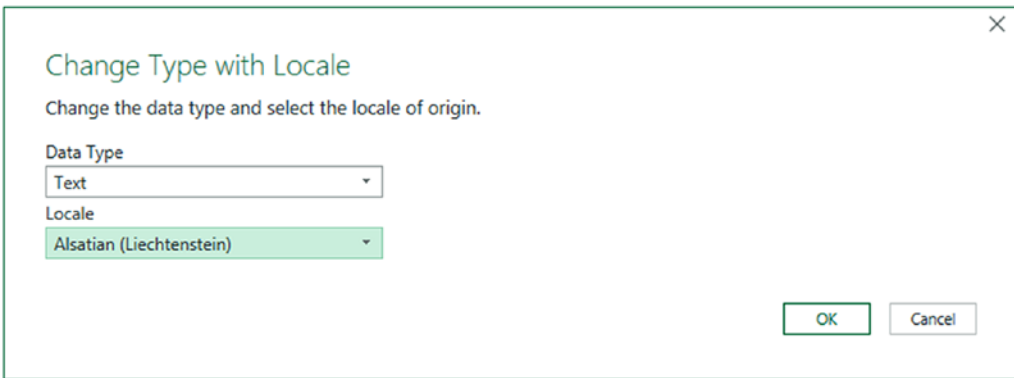 Change Type with Locale
Change the data type and select the locale of origin.
Data Type
Text
Locale
Alsatian (Liechtenstein)
OK
Cancel